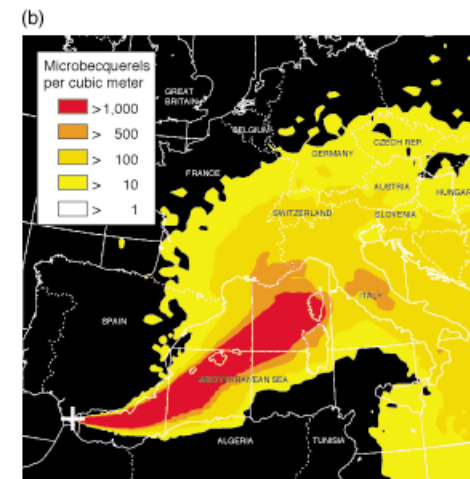 (b)
Microbecquerels
per cubic meter
>1,000
> 500
> 100
> 10
> 1
GREAT
BRITAIN
BELGIUM
GERMANY
CZECH REP.
FRANCE
AUSTRIA
HUNGAR
SWITZERLAND
SLOVENIA
ITALY
SPAIN
MEDITERRANEAN SEA
ALGERIA
TUNISIA